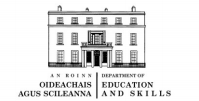 AN ROINN
OIDEACHAIS
AGUS SCILEANNA
DEPARTMENT OF
EDUCATION
AND SKILLS